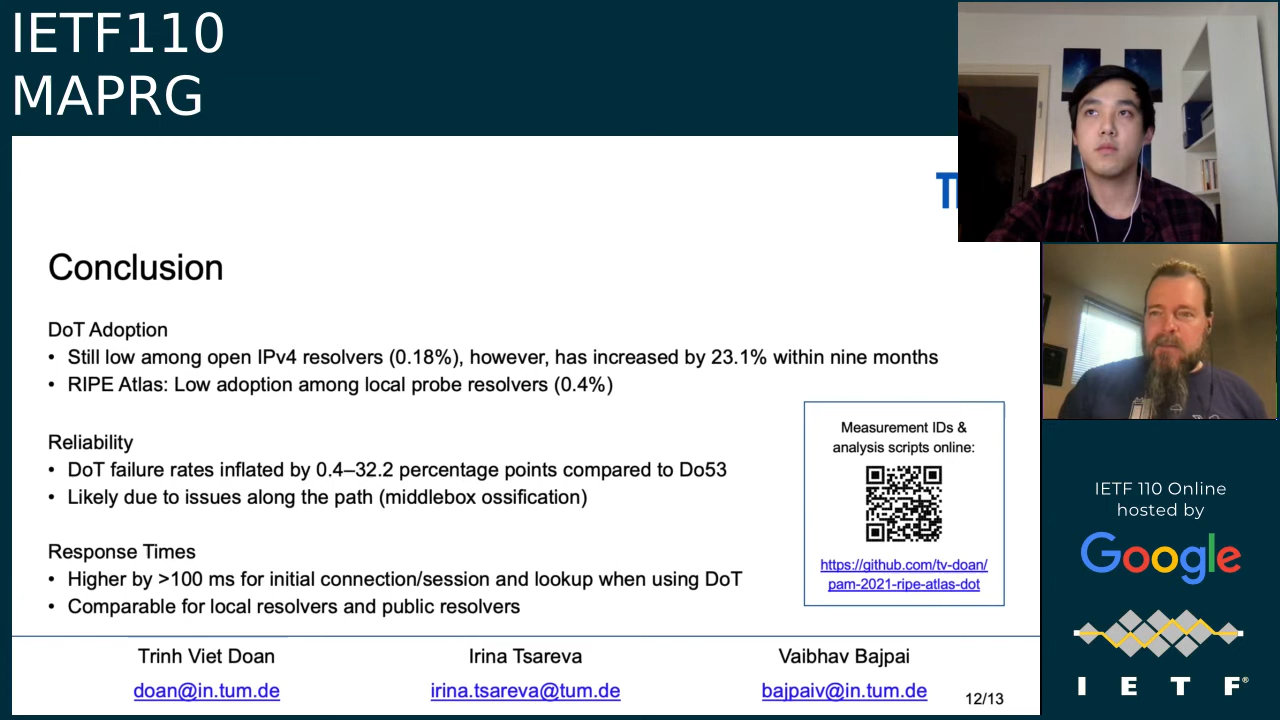 IETF110
MAPRG
Conclusion
DoT Adoption
• Still low among open IPv4 resolvers (0.18%), however, has increased by 23.1% within nine months
• RIPE Atlas: Low adoption among local probe resolvers (0.4%)
Reliability
• DoT failure rates inflated by 0.4–32.2 percentage points compared to Do53
• Likely due to issues along the path (middlebox ossification)
Response Times
• Higher by >100 ms for initial connection/session and lookup when using DoT
• Comparable for local resolvers and public resolvers
Measurement IDs &
analysis scripts online:
https://github.com/tv-doan/
pam-2021-ripe-atlas-dot
Trinh Viet Doan
Irina Tsareva
Vaibhav Bajpai
doan@in.tum.de
irina.tsareva@tum.de
bajpaiv@in.tum.de
12/13
IETF 110 Online
hosted by
Google
I E T F®